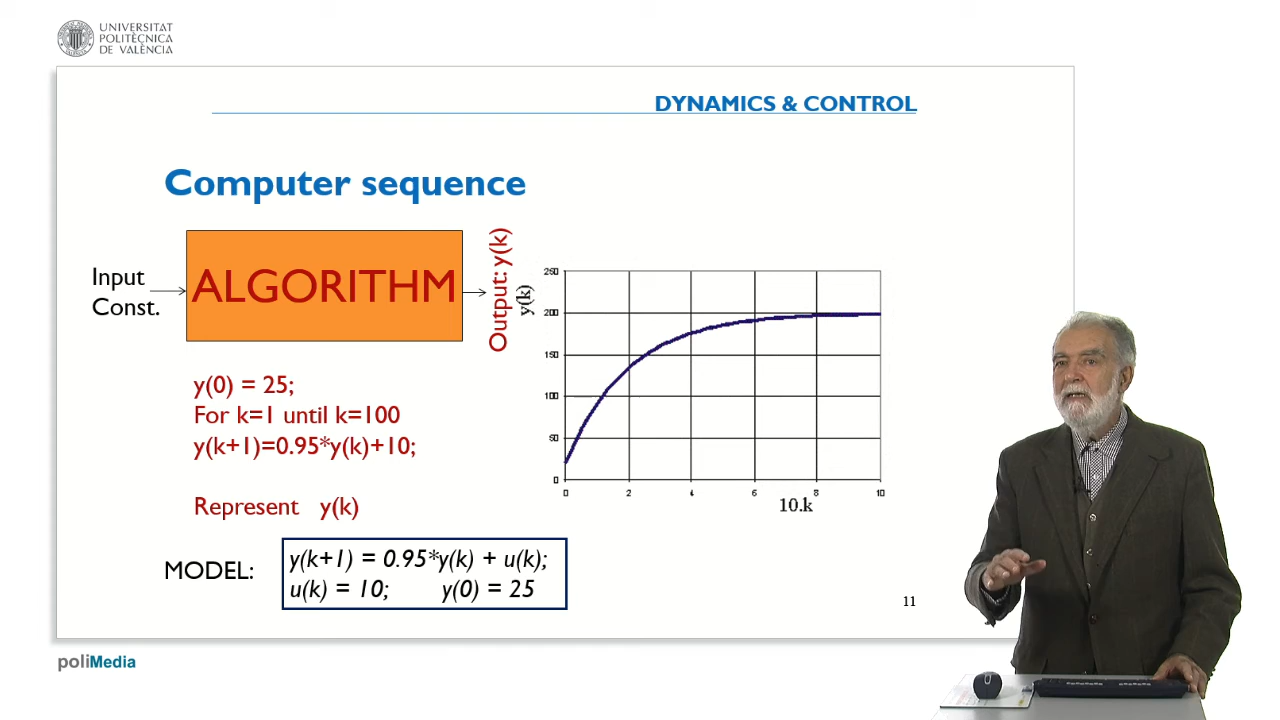 UNIVERSITAT
POLITÈCNICA
DE VALÈNCIA
DYNAMICS & CONTROL
Computer sequence
Input
Const.
ALGORITHM
Output: y(k)
y(k)
250
200
150
100
50
0
0 2 4 6 8 10
10.k
y(0) = 25;
For k=1 until k=100
y(k+1)=0.95*y(k)+10;
Represent y(k)
MODEL:
y(k+1) = 0.95*y(k) + u(k);
u(k) = 10; y(0) = 25
11
poliMedia